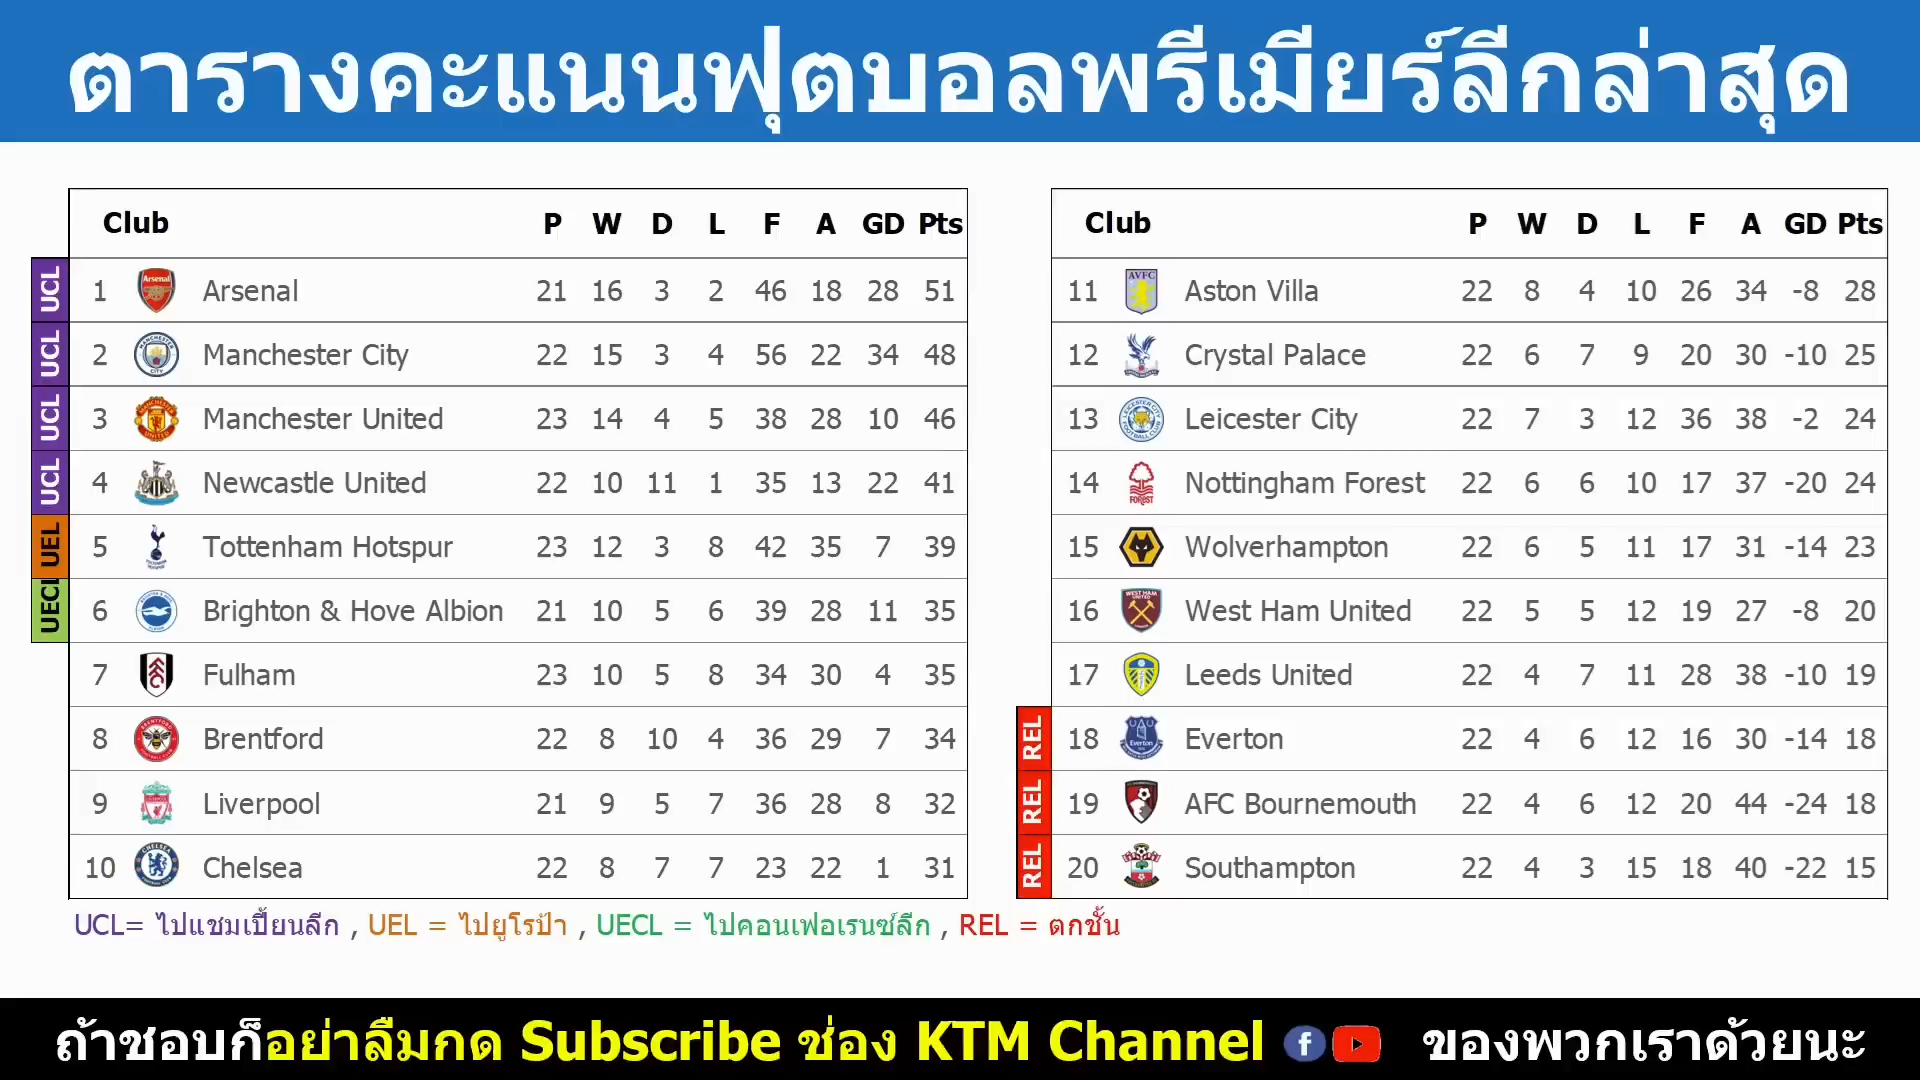 ตารางคะแนนฟุตบอลพรีเมียร์ลีกล่าสุด
Club P W D L F A GD Pts
UCL 1 Arsenal 21 16 3 2 46 18 28 51
UCL 2 Manchester City 22 15 3 4 56 22 34 48
UCL 3 Manchester United 23 14 4 5 38 28 10 46
UCL 4 Newcastle United 22 10 11 1 35 13 22 41
UEL 5 Tottenham Hotspur 23 12 3 8 42 35 7 39
UECL 6 Brighton & Hove Albion 21 10 5 6 39 28 11 35
7 Fulham 23 10 5 8 34 30 4 35
8 Brentford 22 8 10 4 36 29 7 34
9 Liverpool 21 9 5 7 36 28 8 32
10 Chelsea 22 8 7 7 23 22 1 31
Club P W D L F A GD Pts
11 Aston Villa 22 8 4 10 26 34 -8 28
12 Crystal Palace 22 6 7 9 20 30 -10 25
13 Leicester City 22 7 3 12 36 38 -2 24
14 Nottingham Forest 22 6 6 10 17 37 -20 24
15 Wolverhampton 22 6 5 11 17 31 -14 23
16 West Ham United 22 5 5 12 19 27 -8 20
17 Leeds United 22 4 7 11 28 38 -10 19
REL 18 Everton 22 4 6 12 16 30 -14 18
REL 19 AFC Bournemouth 22 4 6 12 20 44 -24 18
REL 20 Southampton 22 4 3 15 18 40 -22 15
UCL= ไปแชมเปี้ยนลีก , UEL = ไปยูโรป้า , UECL = ไปคอนเฟอเรนซ์ลีก , REL = ตกชั้น
ถ้าชอบก็อย่าลืมกด Subscribe ช่อง KTM Channel ของพวกเราด้วยนะ